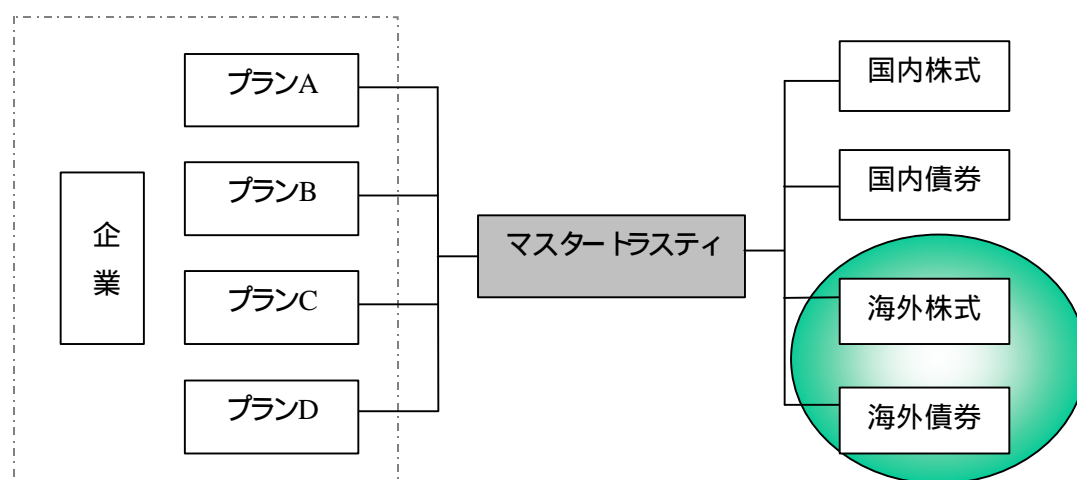 企
業
プランA
プランB
プランC
プランD
マスタートラスティ
国内株式
国内債券
海外株式
海外債券